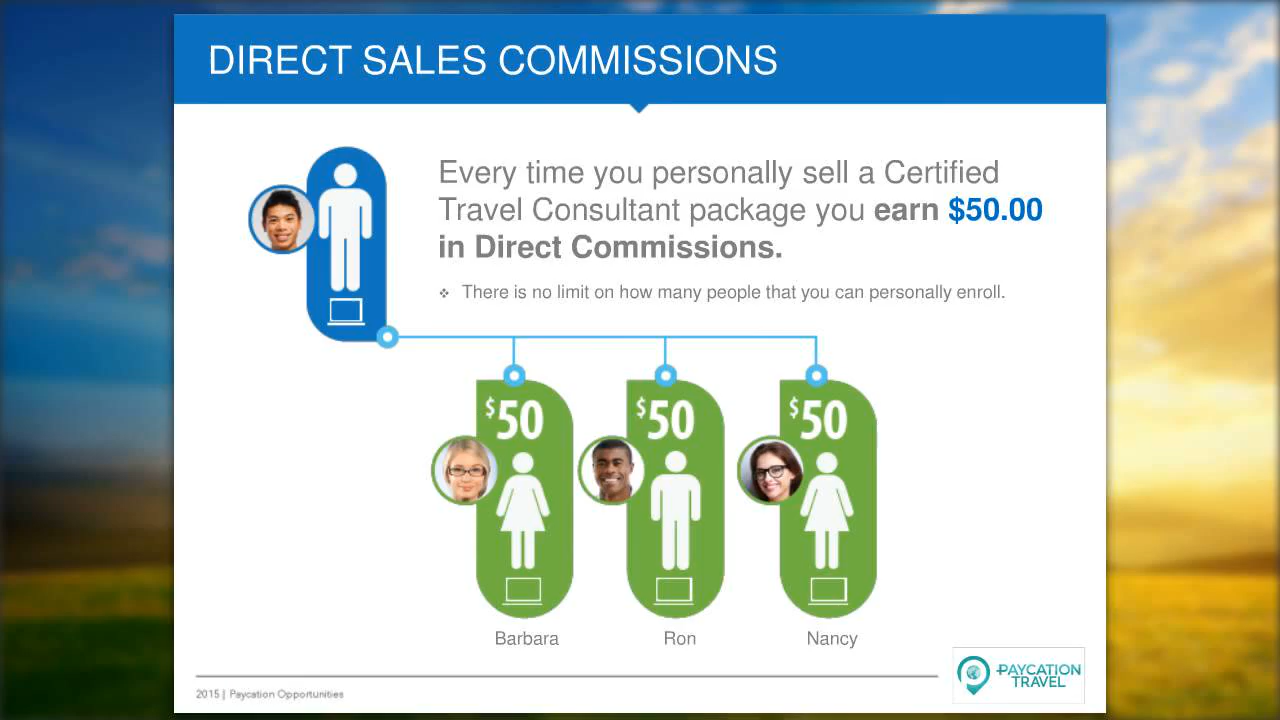 DIRECT SALES COMMISSIONS
Every time you personally sell a Certified
Travel Consultant package you earn $50.00
in Direct Commissions.
❖ There is no limit on how many people that you can personally enroll.
$50
$50
$50
Barbara
Ron
Nancy
2015 | Paycation Opportunities
PAYCATION
TRAVEL